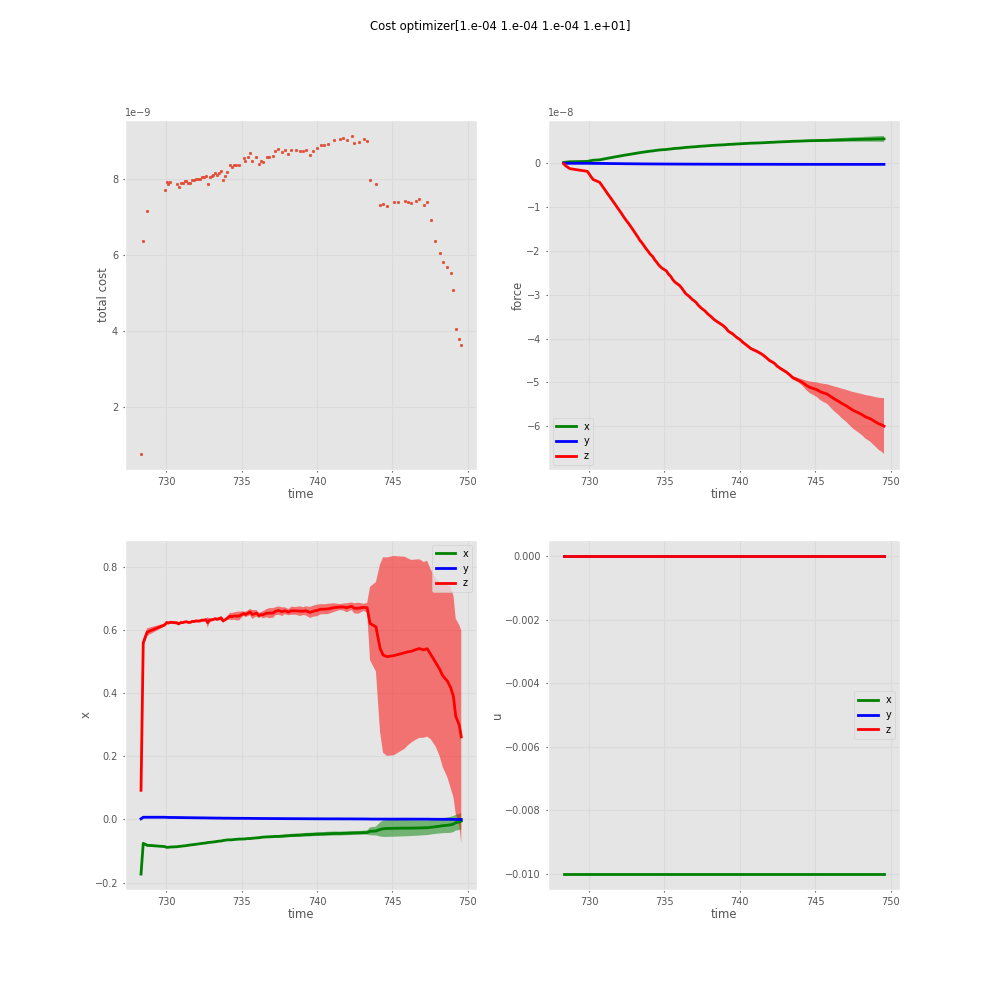 Cost optimizer[1.e-04 1.e-04 1.e-04 1.e+01]
1e−9
total cost
8
6
4
2
730 735 740 745 750
time
1e−8
force
0
−1
−2
−3
−4
−5
−6
x
y
z
730 735 740 745 750
time
x
0.8
0.6
0.4
0.2
0.0
−0.2
x
y
z
730 735 740 745 750
time
u
0.000
−0.002
−0.004
−0.006
−0.008
−0.010
x
y
z
730 735 740 745 750
time